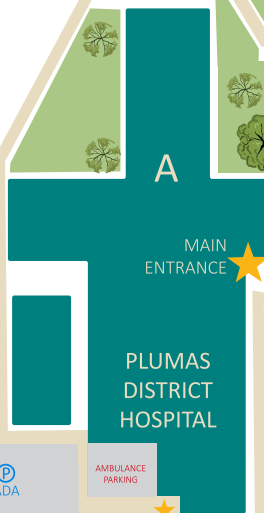 A
MAIN
ENTRANCE
PLUMAS
DISTRICT
HOSPITAL
AMBULANCE
PARKING
P
ADA